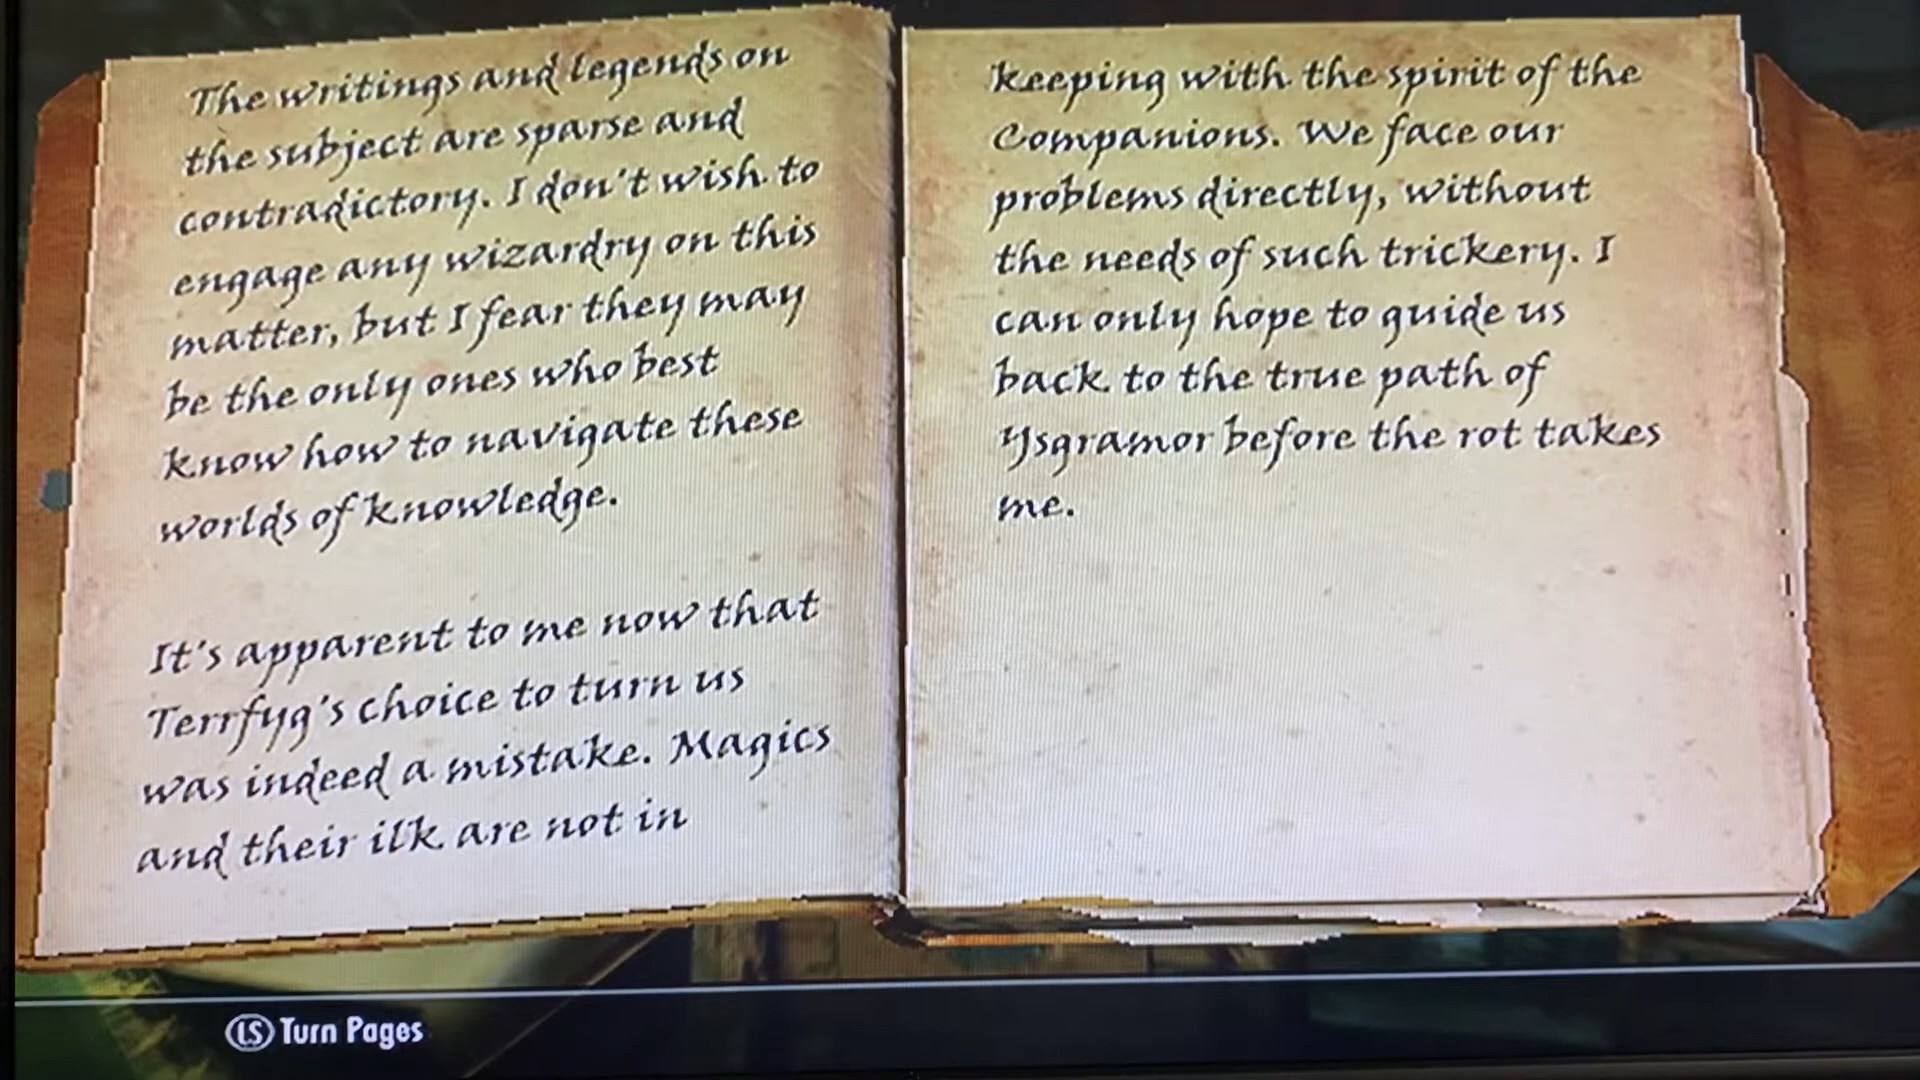 The writings and legends on
the subject are sparse and
contradictory. I don't wish to
engage any wizardry on this
matter, but I fear they may
be the only ones who best
know how to navigate these
worlds of knowledge.
It's apparent to me now that
Terrfyg's choice to turn us
was indeed a mistake. Magics
and their ilk are not in
keeping with the spirit of the
Companions. We face our
problems directly, without
the needs of such trickery. I
can only hope to guide us
back to the true path of
Ysgramor before the rot takes
me.
LS Turn Pages